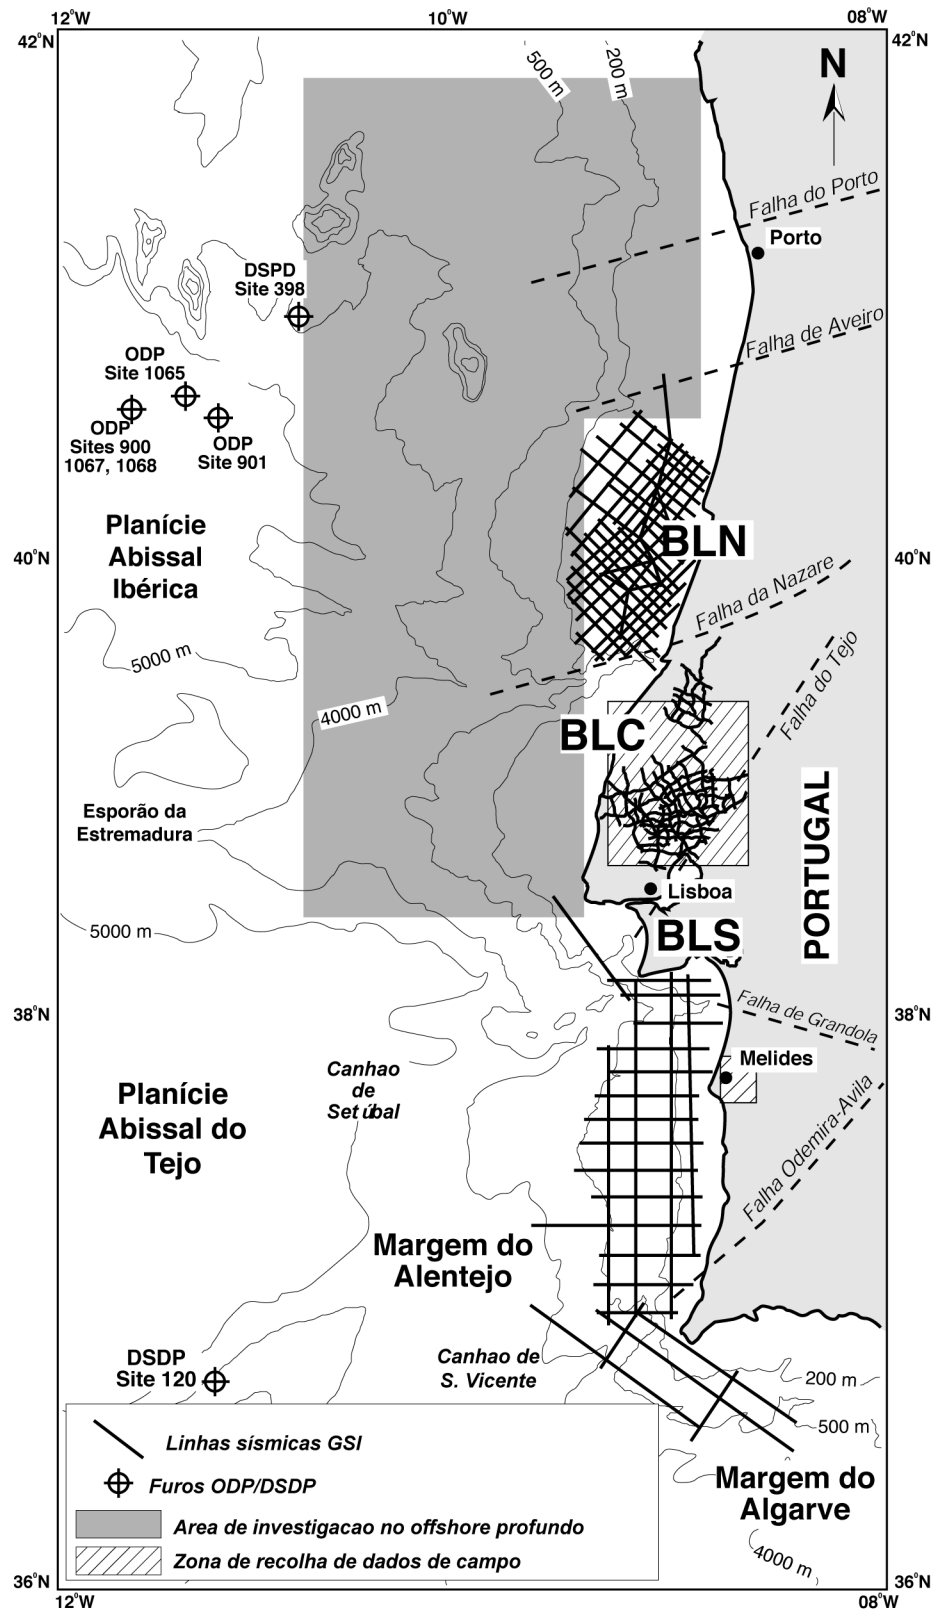 12°W
10°W
08°W
42°N
42°N
500 m
200 m
N
Falha do Porto
Porto
DSPD
Site 398
Falha de Aveiro
ODP
Site 1065
ODP
Sites 900
1067, 1068
ODP
Site 901
Planície
Abissal
Ibérica
BLN
40°N
40°N
Falha da Nazare
5000 m
Falha do Tejo
4000 m
BLC
Esporão da
Estremadura
PORTUGAL
Lisboa
5000 m
BLS
38°N
38°N
Falha de Grandola
Melides
Canhao
de
Setúbal
Planície
Abissal do
Tejo
Falha Odemira-Avila
Margem do
Alentejo
DSDP
Site 120
Canhao de
S. Vicente
200 m
500 m
Linhas sísmicas GSI
Furos ODP/DSDP
Area de investigacao no offshore profundo
Zona de recolha de dados de campo
Margem do
Algarve
4000 m
36°N
36°N
12°W
08°W